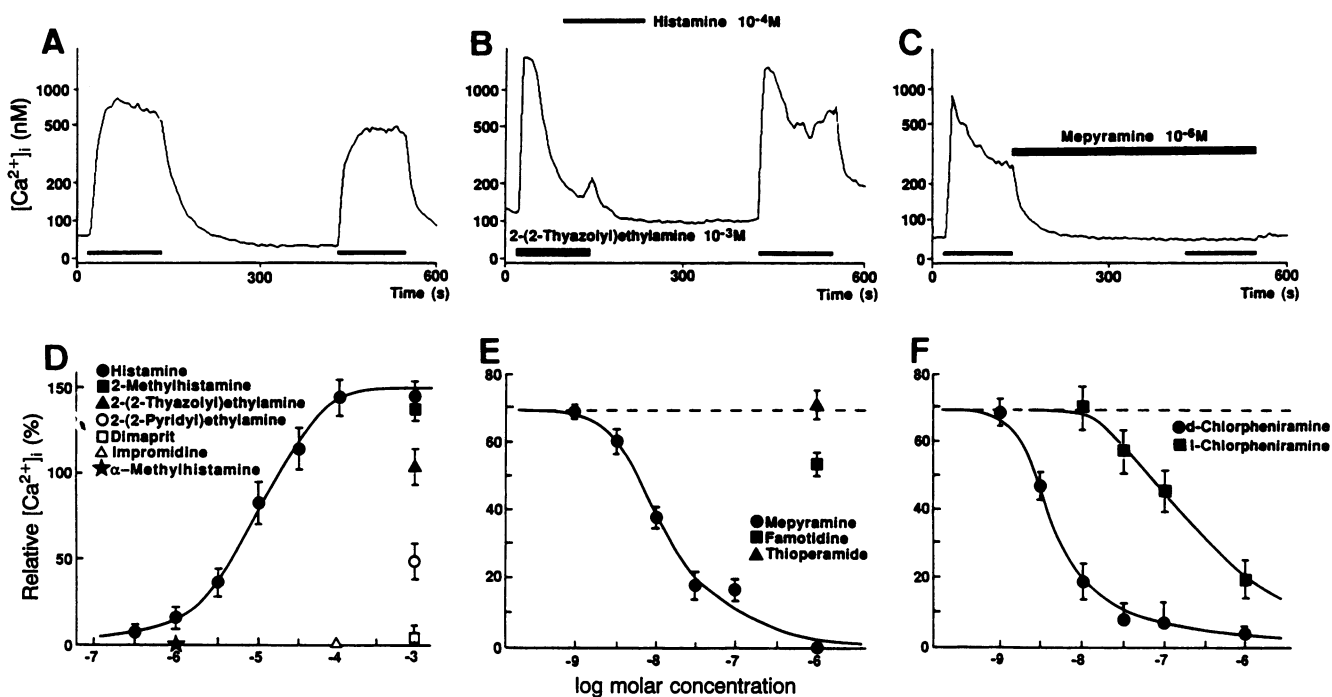 Histamine 10-4M
A
[Ca2+]i (nM)
1000
500
200
100
0
0
300
600
Time (s)
B
1000
500
200
100
0
2-(2-Thyazolyl)ethylamine 10-3M
0
300
600
Time (s)
C
1000
500
200
100
0
Mepyramine 10-6M
0
300
600
Time (s)
D
Relative [Ca2+]i (%)
150
100
50
0
Histamine
2-Methylhistamine
2-(2-Thyazolyl)ethylamine
2-(2-Pyridyl)ethylamine
Dimaprit
Impromidine
α-Methylhistamine
-7
-6
-5
-4
-3
E
80
60
40
20
0
Mepyramine
Famotidine
Thioperamide
-9
-8
-7
-6
log molar concentration
F
80
60
40
20
0
d-Chlorpheniramine
l-Chlorpheniramine
-9
-8
-7
-6